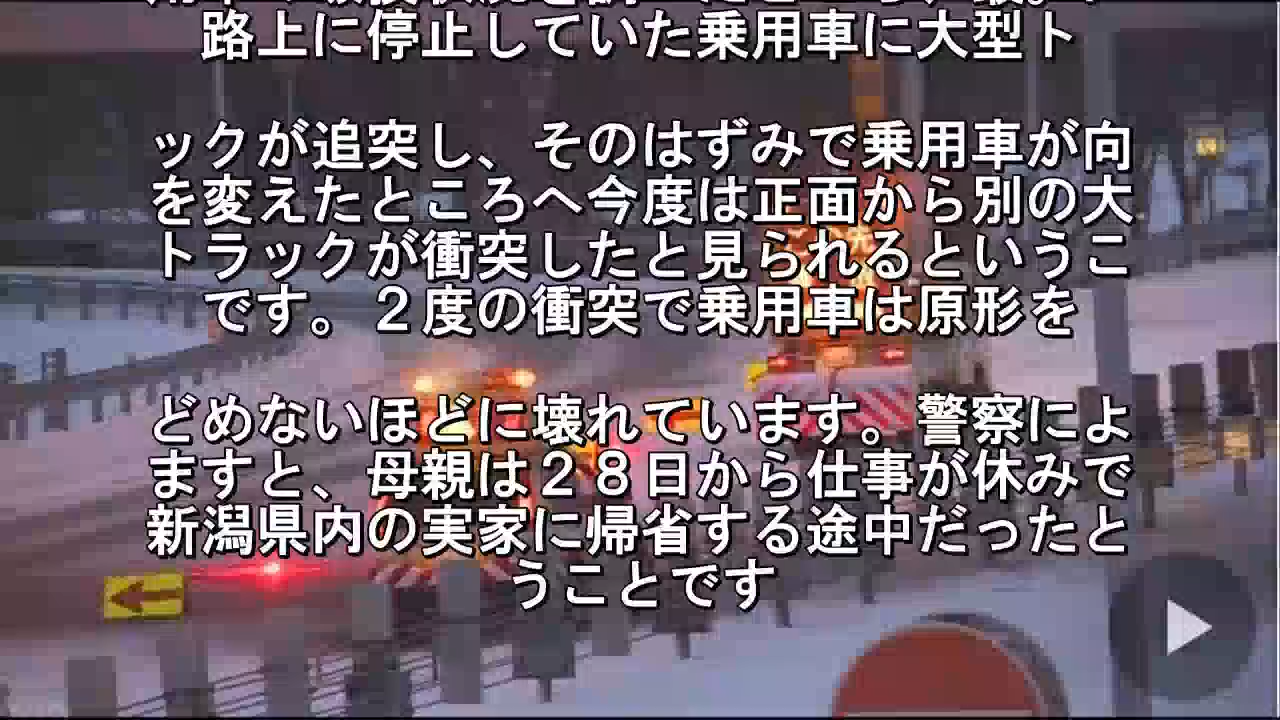 路上に停止していた乗用車に大型ト
ックが追突し、そのはずみで乗用車が向
を変えたところへ今度は正面から別の大
トラックが衝突したと見られるというこ
です。２度の衝突で乗用車は原形を
どめないほどに壊れています。警察によ
ますと、母親は２８日から仕事が休みで
新潟県内の実家に帰省する途中だったと
うことです